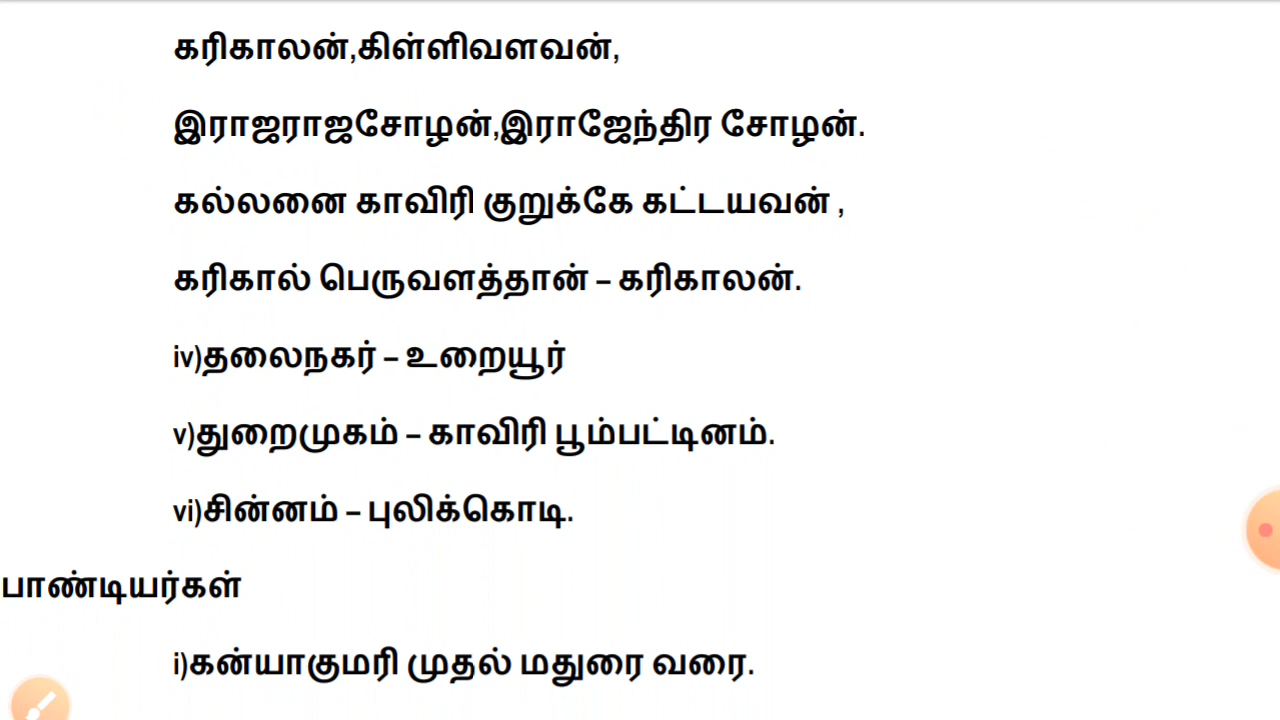 கரிகாலன்,கிள்ளிவளவன்,
இராஜராஜசோழன்,இராஜேந்திர சோழன்.
கல்லனை காவிரி குறுக்கே கட்டயவன் ,
கரிகால் பெருவளத்தான் – கரிகாலன்.
iv)தலைநகர் – உறையூர்
v)துறைமுகம் – காவிரி பூம்பட்டினம்.
vi)சின்னம் – புலிக்கொடி.
பாண்டியர்கள்
i)கன்யாகுமரி முதல் மதுரை வரை.